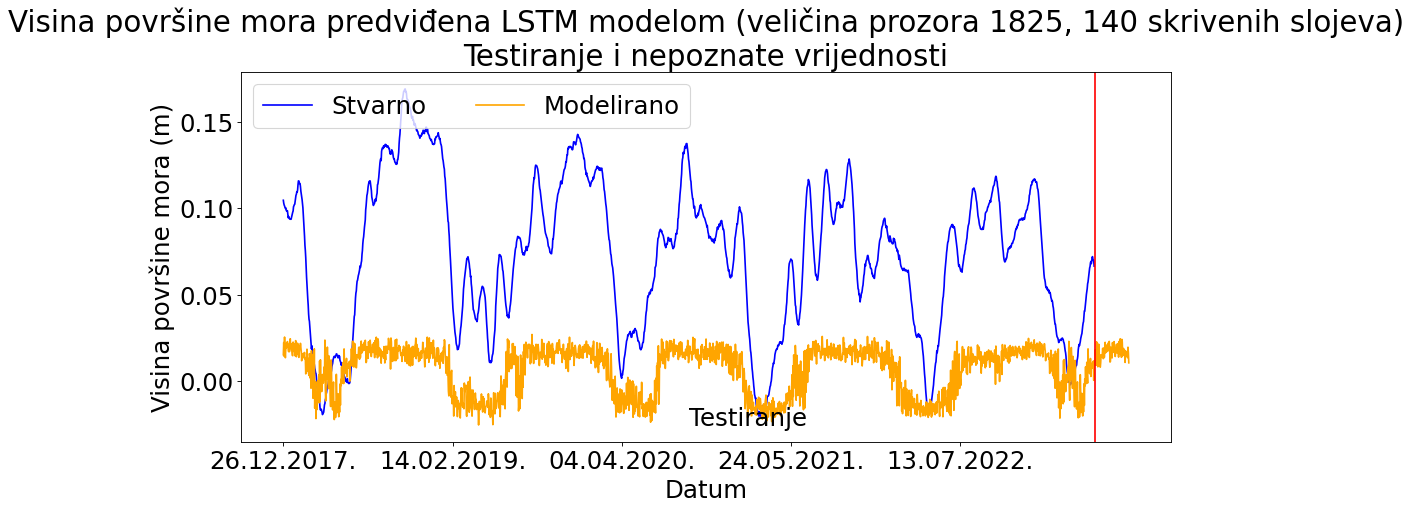 Visina površine mora predviđena LSTM modelom (veličina prozora 1825, 140 skrivenih slojeva)
Testiranje i nepoznate vrijednosti
Stvarno
Modelirano
Visina površine mora (m)
0.15
0.10
0.05
0.00
Testiranje
26.12.2017.
14.02.2019.
04.04.2020.
24.05.2021.
13.07.2022.
Datum